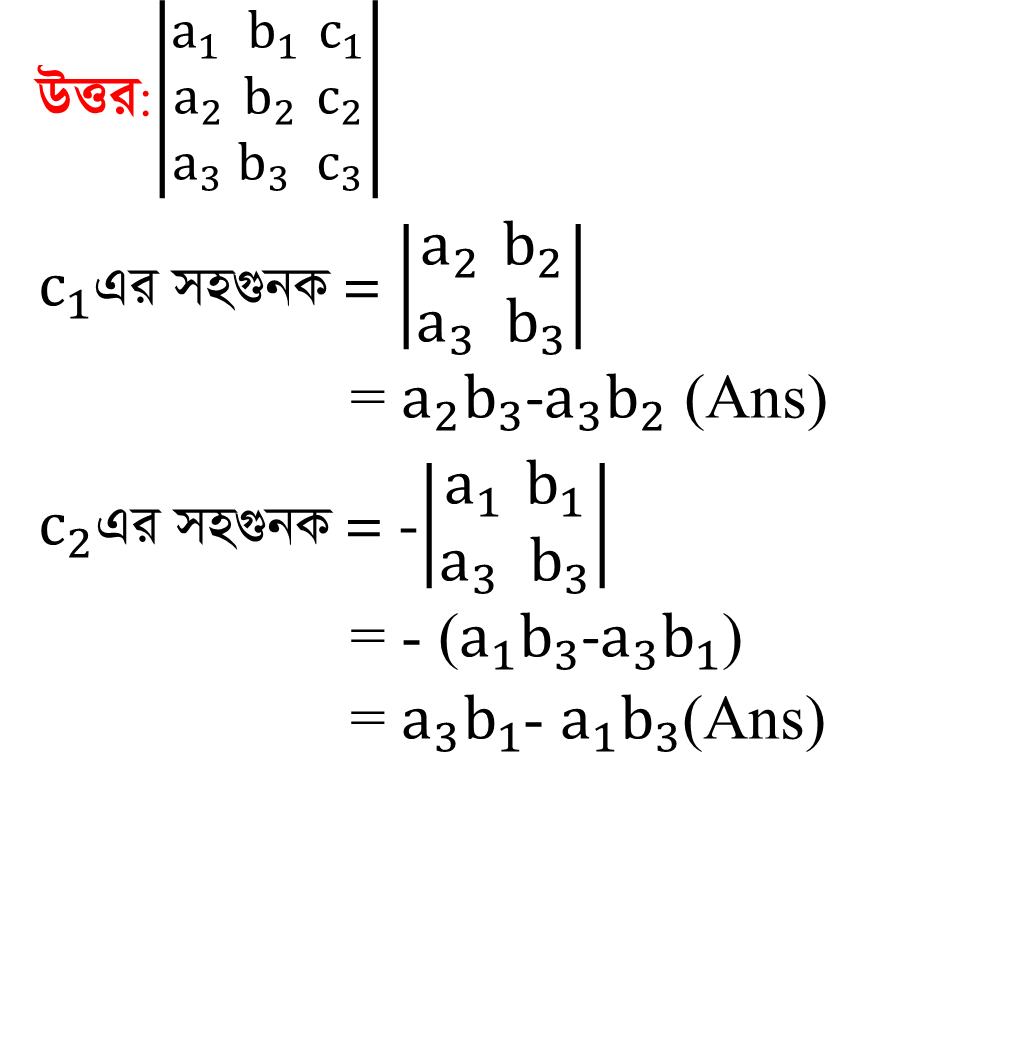 |a₁ b₁ c₁|
উত্তর: |a₂ b₂ c₂|
|a₃ b₃ c₃|
|a₂ b₂|
c₁এর সহগুনক =
|a₃ b₃|
= a₂b₃-a₃b₂ (Ans)
|a₁ b₁|
c₂এর সহগুনক = -
|a₃ b₃|
= - (a₁b₃-a₃b₁)
= a₃b₁- a₁b₃(Ans)